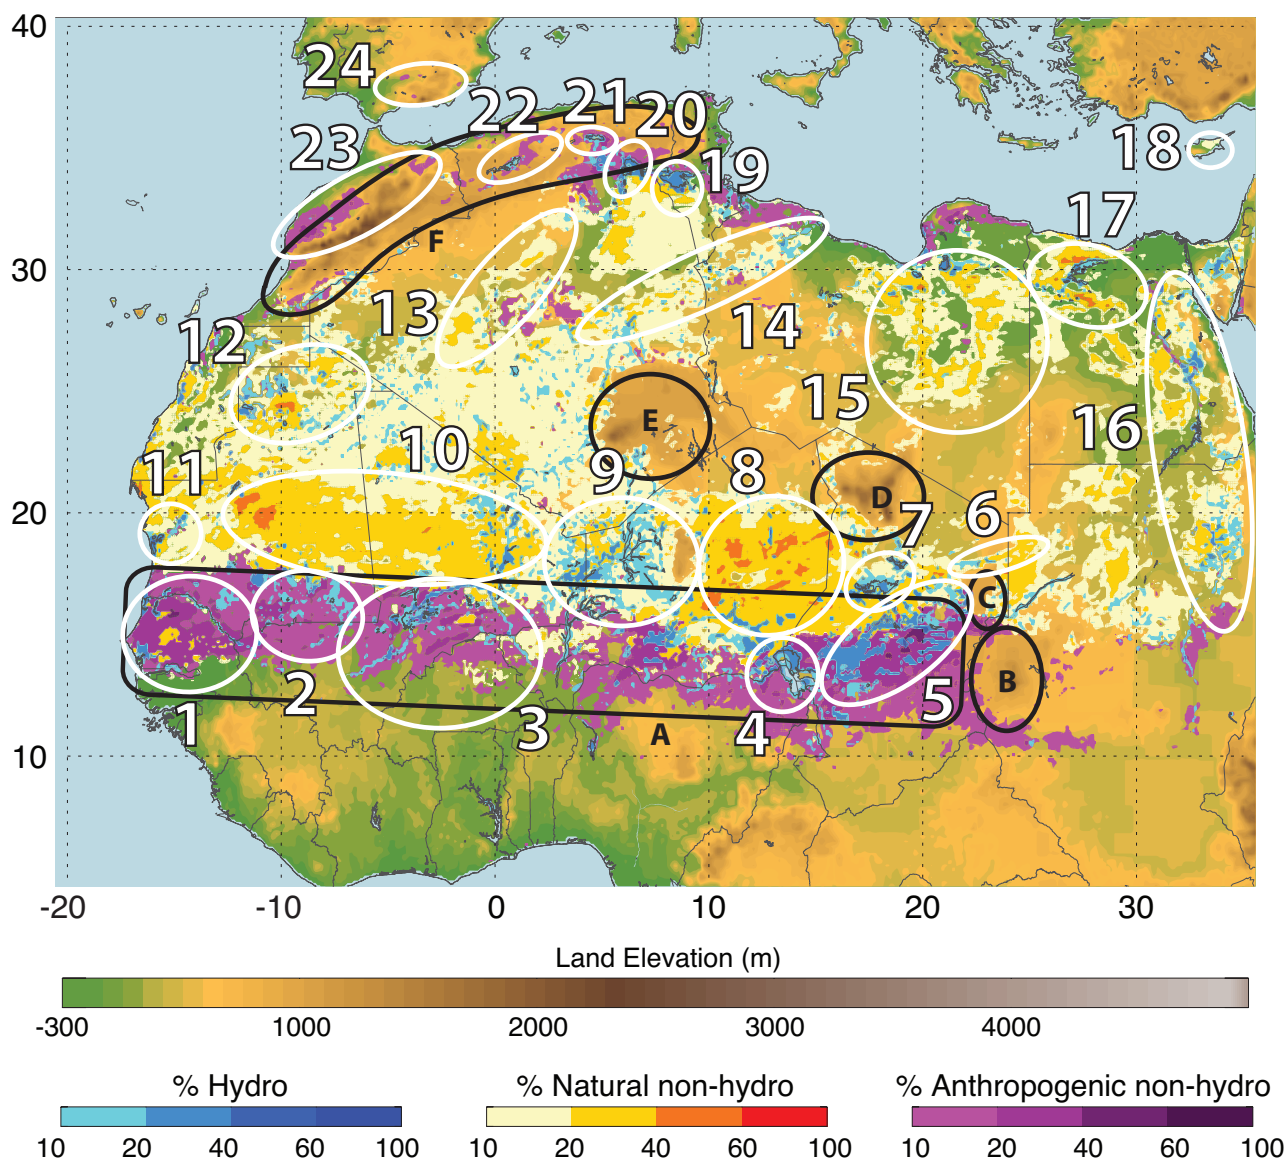 40
24
22 21 20
23
19
18
17
30
F
13
12
14
15
16
E
10
11
9
8
D
7
6
20
C
B
1
2
3
4
5
A
10
-20 -10 0 10 20 30
Land Elevation (m)
-300 1000 2000 3000 4000
% Hydro % Natural non-hydro % Anthropogenic non-hydro
10 20 40 60 100 10 20 40 60 100 10 20 40 60 100